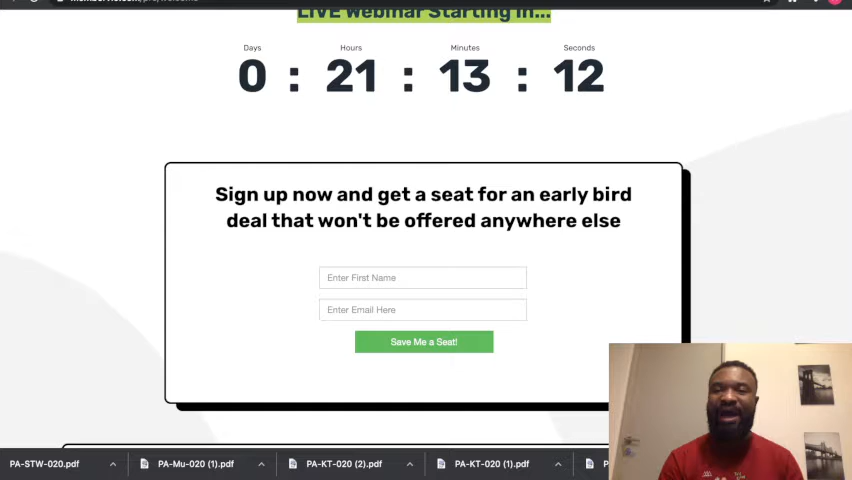 LIVE Webinar Starting in...
Days Hours Minutes Seconds
0 : 21 : 13 : 12
Sign up now and get a seat for an early bird
deal that won't be offered anywhere else
Enter First Name
Enter Email Here
Save Me a Seat!
PA-STW-020.pdf PA-Mu-020 (1).pdf PA-KT-020 (2).pdf PA-KT-020 (1).pdf